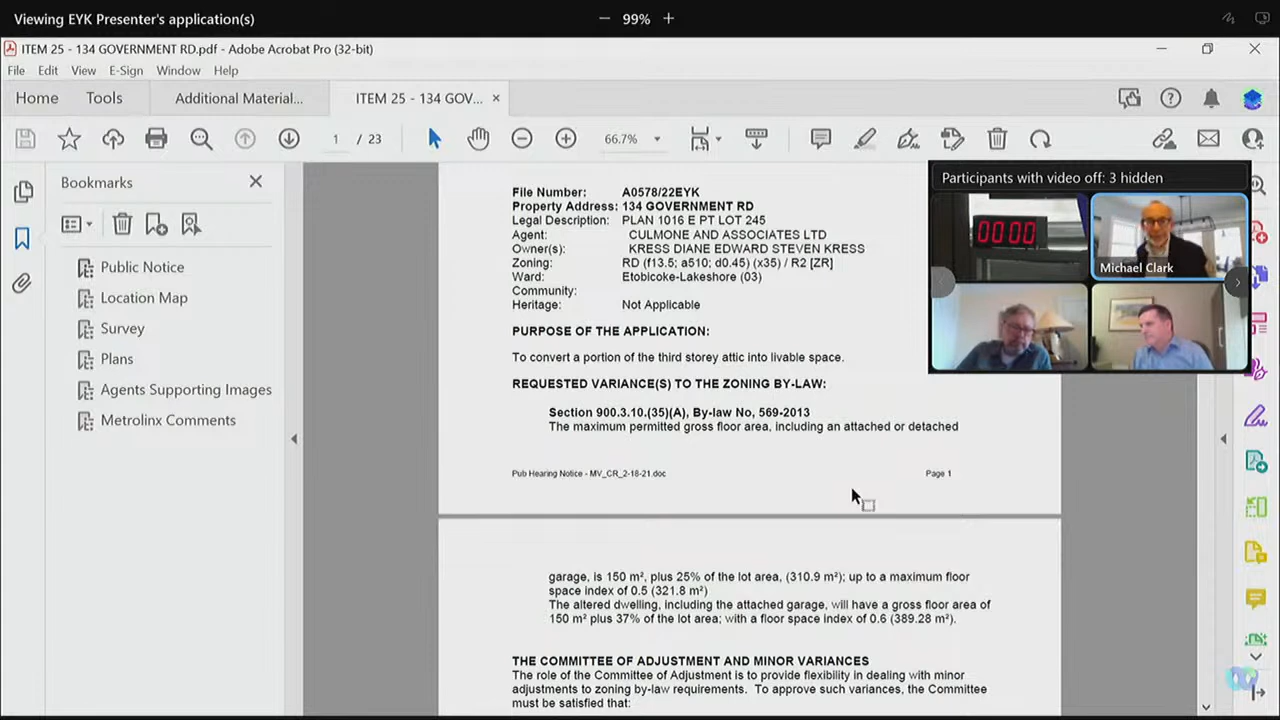 Viewing EYK Presenter's application(s)
99%
ITEM 25 - 134 GOVERNMENT RD.pdf - Adobe Acrobat Pro (32-bit)
File Edit View E-Sign Window Help
Home Tools Additional Material... ITEM 25 - 134 GOV...
1 / 23 66.7%
Bookmarks
Public Notice
Location Map
Survey
Plans
Agents Supporting Images
Metrolinx Comments
File Number: A0578/22EYK
Property Address: 134 GOVERNMENT RD
Legal Description: PLAN 1016 E PT LOT 245
Agent: CULMONE AND ASSOCIATES LTD
Owner(s): KRESS DIANE EDWARD STEVEN KRESS
Zoning: RD (f13.5; a510; d0.45) (x35) / R2 [ZR]
Ward: Etobicoke-Lakeshore (03)
Community:
Heritage: Not Applicable
PURPOSE OF THE APPLICATION:
To convert a portion of the third storey attic into livable space.
REQUESTED VARIANCE(S) TO THE ZONING BY-LAW:
Section 900.3.10.(35)(A), By-law No, 569-2013
The maximum permitted gross floor area, including an attached or detached
Pub Hearing Notice - MV_CR_2-18-21.doc Page 1
garage, is 150 m², plus 25% of the lot area, (310.9 m²); up to a maximum floor
space index of 0.5 (321.8 m²)
The altered dwelling, including the attached garage, will have a gross floor area of
150 m² plus 37% of the lot area; with a floor space index of 0.6 (389.28 m²).
THE COMMITTEE OF ADJUSTMENT AND MINOR VARIANCES
The role of the Committee of Adjustment is to provide flexibility in dealing with minor
adjustments to zoning by-law requirements. To approve such variances, the Committee
must be satisfied that:
Participants with video off: 3 hidden
00:00
Michael Clark